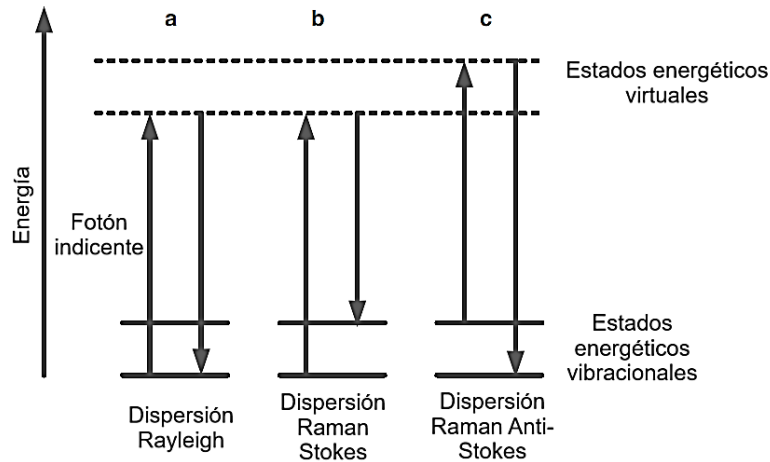 a
b
c
Estados energéticos
virtuales
Energía
Fotón
indicente
Estados
energéticos
vibracionales
Dispersión
Rayleigh
Dispersión
Raman
Stokes
Dispersión
Raman Anti-
Stokes